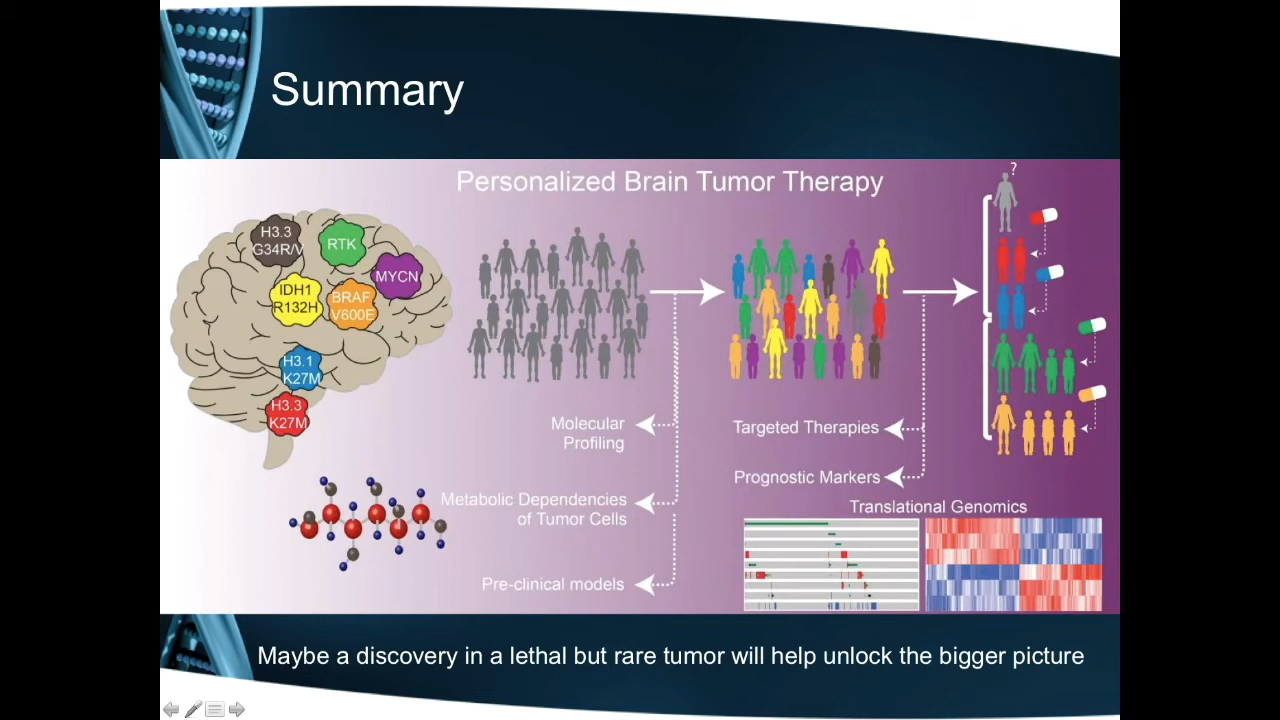 Summary
Personalized Brain Tumor Therapy
?
H3.3
G34R/V
RTK
MYCN
IDH1
R132H
BRAF
V600E
H3.1
K27M
H3.3
K27M
Molecular
Profiling
Metabolic Dependencies
of Tumor Cells
Pre-clinical models
Targeted Therapies
Prognostic Markers
Translational Genomics
Maybe a discovery in a lethal but rare tumor will help unlock the bigger picture